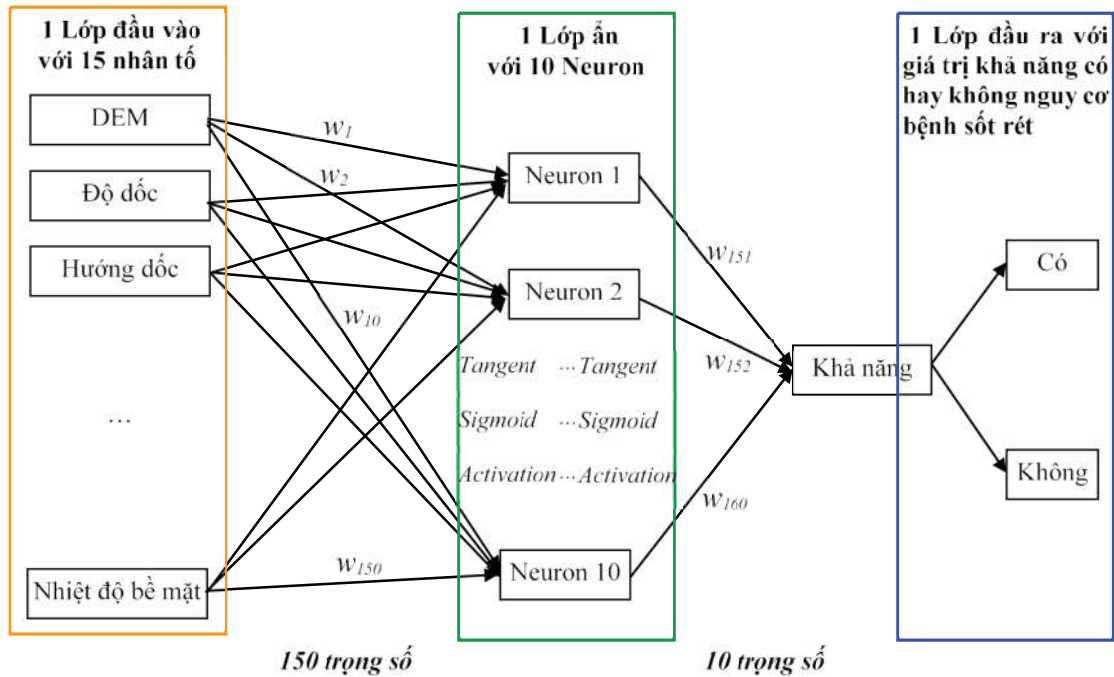 1 Lớp đầu vào
với 15 nhân tố
DEM
Độ dốc
Hướng dốc
...
Nhiệt độ bề mặt
w1
w2
w10
w150
150 trọng số
1 Lớp ẩn
với 10 Neuron
Neuron 1
Neuron 2
Tangent ...Tangent
Sigmoid ...Sigmoid
Activation...Activation
Neuron 10
w151
w152
w160
10 trọng số
1 Lớp đầu ra với
giá trị khả năng có
hay không nguy cơ
bệnh sốt rét
Khả năng
Có
Không